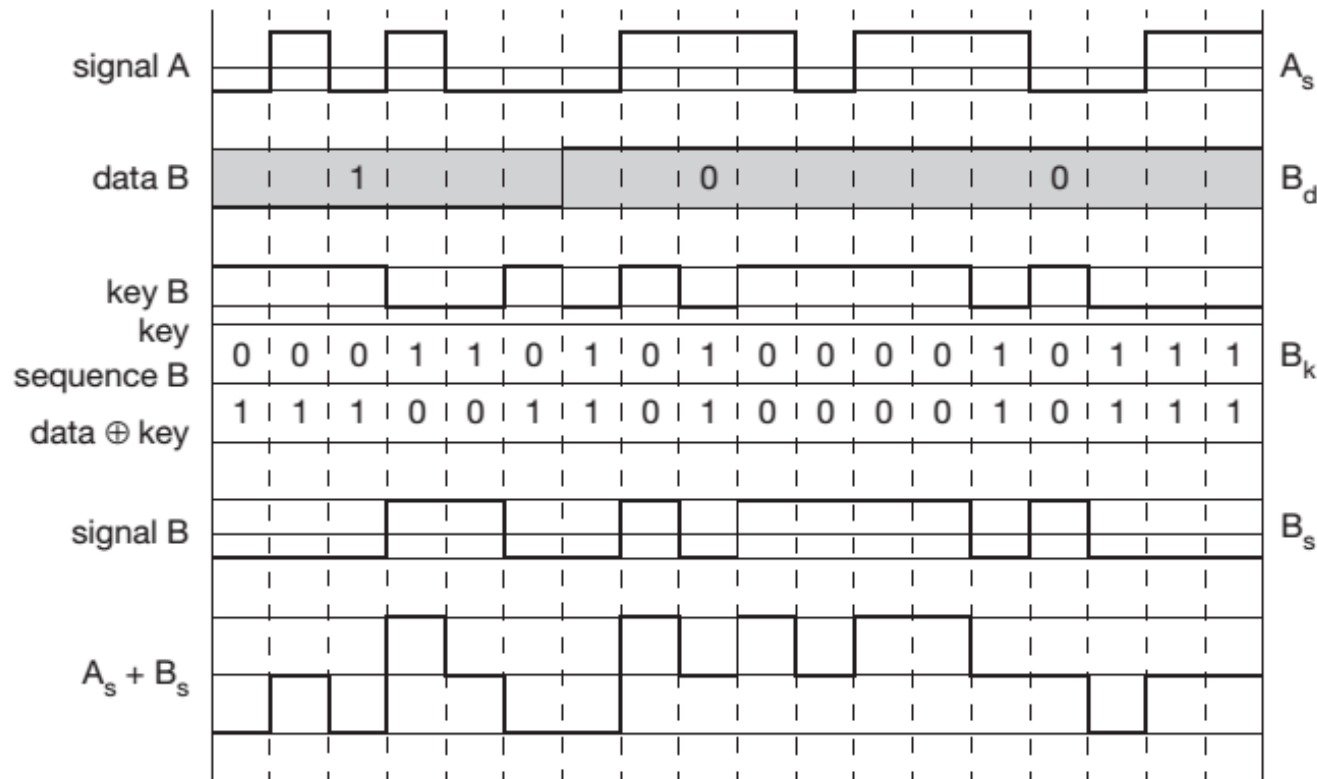 signal A A_s
data B 1 0 0 B_d
key B
key
sequence B 0 0 0 1 1 0 1 0 1 0 0 0 0 1 0 1 1 1 B_k
data ⊕ key 1 1 1 0 0 1 1 0 1 0 0 0 0 1 0 1 1 1
signal B B_s
A_s + B_s